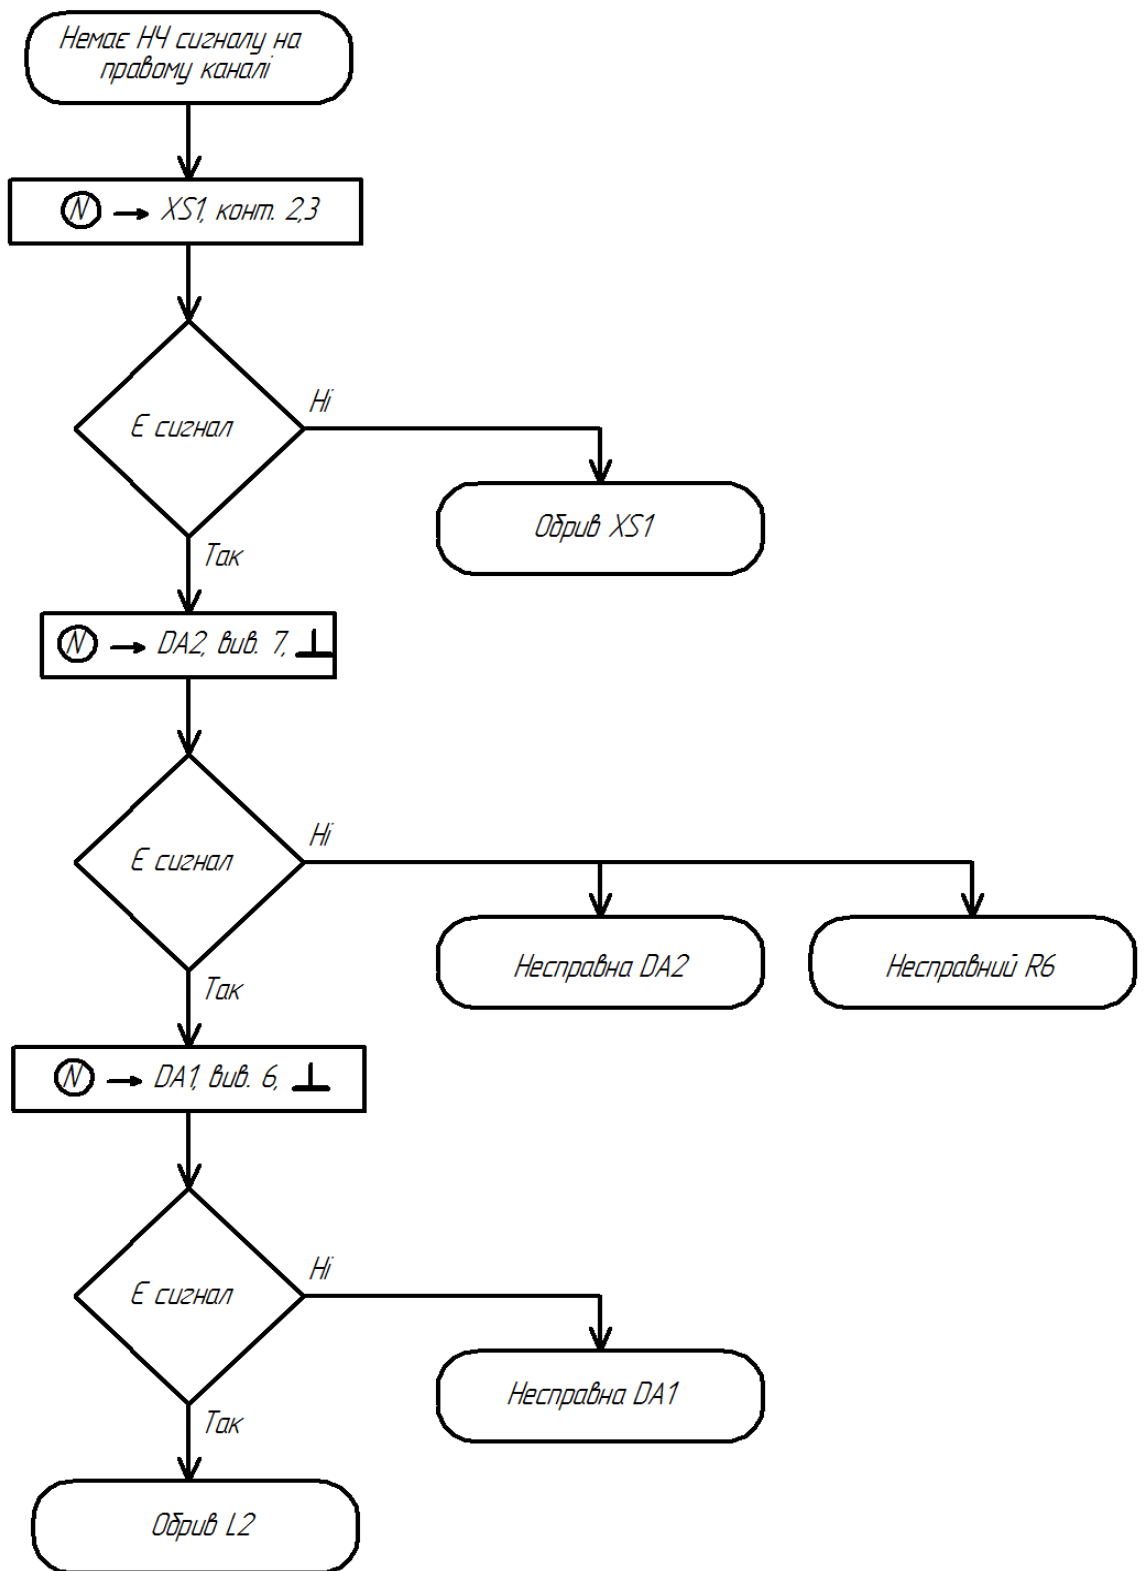 Немає НЧ сигналу на
правому каналі
N → XS1, конт. 2,3
Е сигнал
Ні
Обрив XS1
Так
N → DA2, вив. 7, ⊥
Е сигнал
Ні
Несправна DA2
Несправний R6
Так
N → DA1, вив. 6, ⊥
Е сигнал
Ні
Несправна DA1
Так
Обрив L2